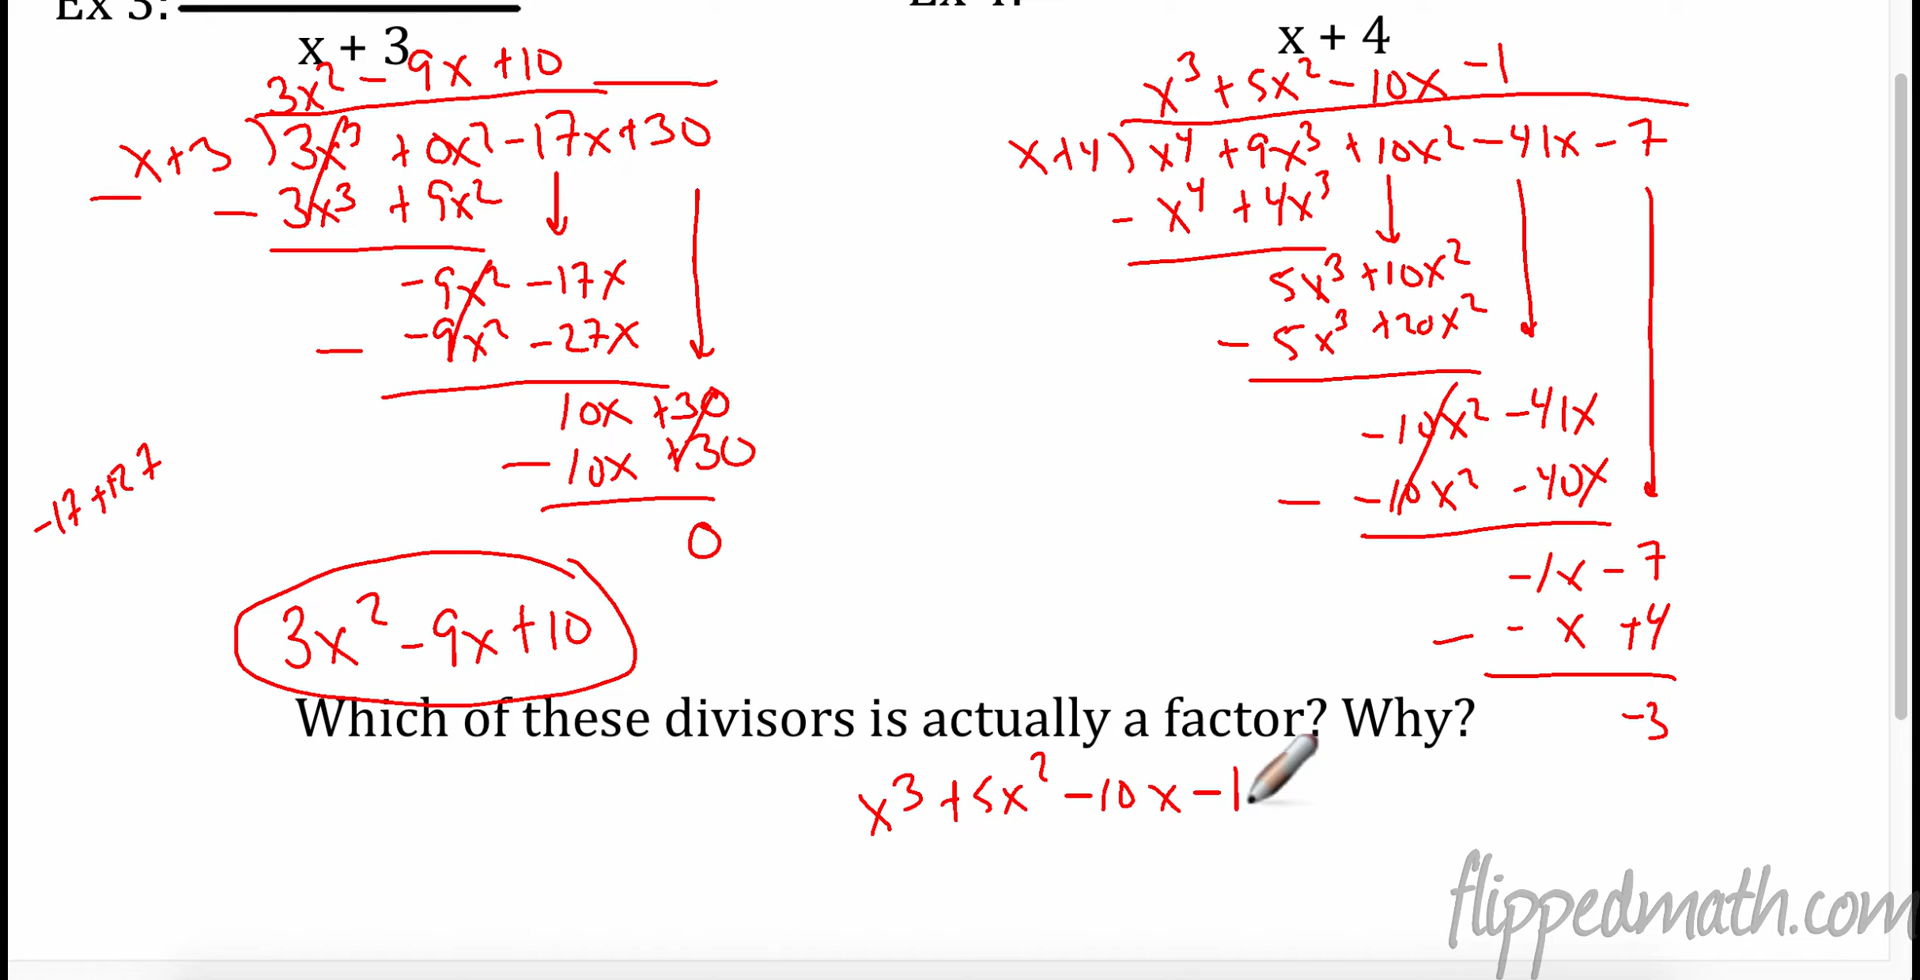 Ex 3:
x + 3
3x² - 9x + 10
x+3 ) 3x³ + 0x² - 17x + 30
- 3x³ + 9x²
-9x² - 17x
- -9x² - 27x
10x + 30
- 10x + 30
0
-17 + +27
3x² - 9x + 10
x + 4
x³ + 5x² - 10x - 1
x+4 ) x⁴ + 9x³ + 10x² - 41x - 7
- x⁴ + 4x³
5x³ + 10x²
- 5x³ + 20x²
-10x² - 41x
- -10x² - 40x
-1x - 7
- - x + 4
-3
Which of these divisors is actually a factor? Why?
x³ + 5x² - 10x - 1
flippedmath.com